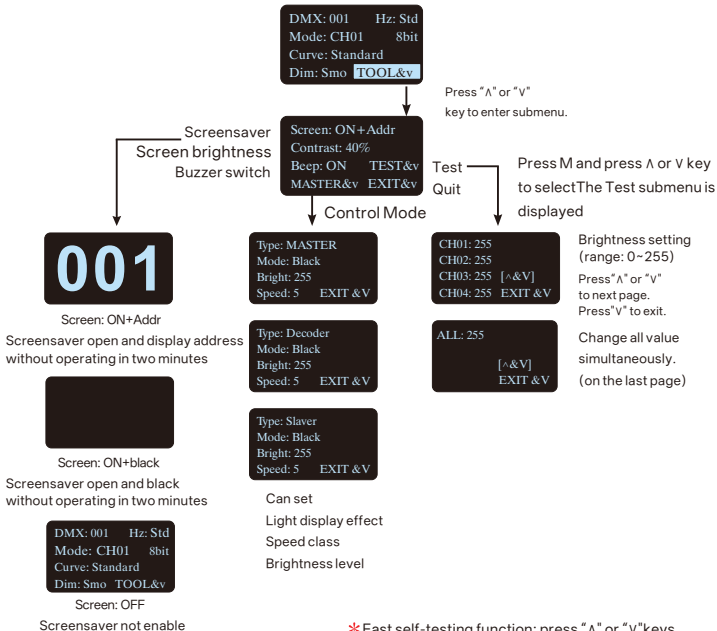 DMX: 001 Hz: Std
Mode: CH01 8bit
Curve: Standard
Dim: Smo TOOL&v
Press "∧" or "∨"
key to enter submenu.
Screensaver
Screen brightness
Buzzer switch
Screen: ON+Addr
Contrast: 40%
Beep: ON TEST&v
MASTER&v EXIT&v
Test
Quit
Press M and press ∧ or ∨ key
to selectThe Test submenu is
displayed
Control Mode
001
Screen: ON+Addr
Screensaver open and display address
without operating in two minutes
Screen: ON+black
Screensaver open and black
without operating in two minutes
DMX: 001 Hz: Std
Mode: CH01 8bit
Curve: Standard
Dim: Smo TOOL&v
Screen: OFF
Screensaver not enable
Type: MASTER
Mode: Black
Bright: 255
Speed: 5 EXIT &V
Type: Decoder
Mode: Black
Bright: 255
Speed: 5 EXIT &V
Type: Slaver
Mode: Black
Bright: 255
Speed: 5 EXIT &V
Can set
Light display effect
Speed class
Brightness level
CH01: 255
CH02: 255
CH03: 255 [∧&V]
CH04: 255 EXIT &V
Brightness setting
(range: 0~255)
Press"∧" or "∨"
to next page.
Press"∨" to exit.
ALL: 255
[∧&V]
EXIT &V
Change all value
simultaneously.
(on the last page)
*Fast self-testing function: press "∧" or "∨"keys